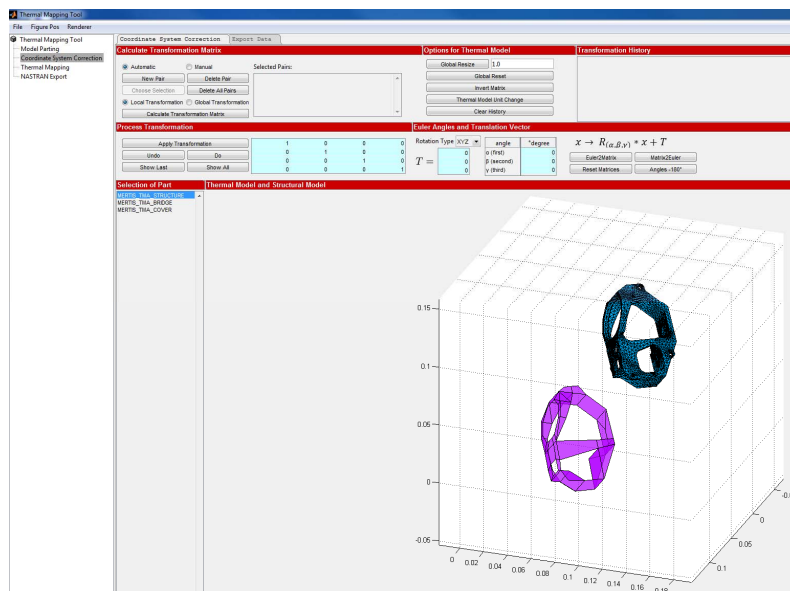 Thermal Mapping Tool
File Figure Pos Renderer
Thermal Mapping Tool
Model Parting
Coordinate System Correction
Thermal Mapping
NASTRAN Export
Coordinate System Correction Export Data
Calculate Transformation Matrix
Automatic Manual Selected Pairs:
New Pair Delete Pair
Choose Selection Delete All Pairs
Local Transformation Global Transformation
Calculate Transformation Matrix
Options for Thermal Model
Global Resize 1.0
Global Reset
Invert Matrix
Thermal Model Unit Change
Clear History
Transformation History
Process Transformation
Apply Transformation
Undo Do
Show Last Show All
1 0 0 0
0 1 0 0
0 0 1 0
0 0 0 1
Euler Angles and Translation Vector
Rotation Type XYZ
T = 0
0
0
angle °degree
α (first) 0
β (second) 0
γ (third) 0
x → R(α,β,γ) * x + T
Euler2Matrix Matrix2Euler
Reset Matrices Angles -180°
Selection of Part
MERTIS_TMA_STRUCTURE
MERTIS_TMA_BRIDGE
MERTIS_TMA_COVER
Thermal Model and Structural Model
0.15
0.1
0.05
0
-0.05
0 0.02 0.04 0.06 0.08 0.1 0.12 0.14 0.16 0.18
0.1 0.05 0